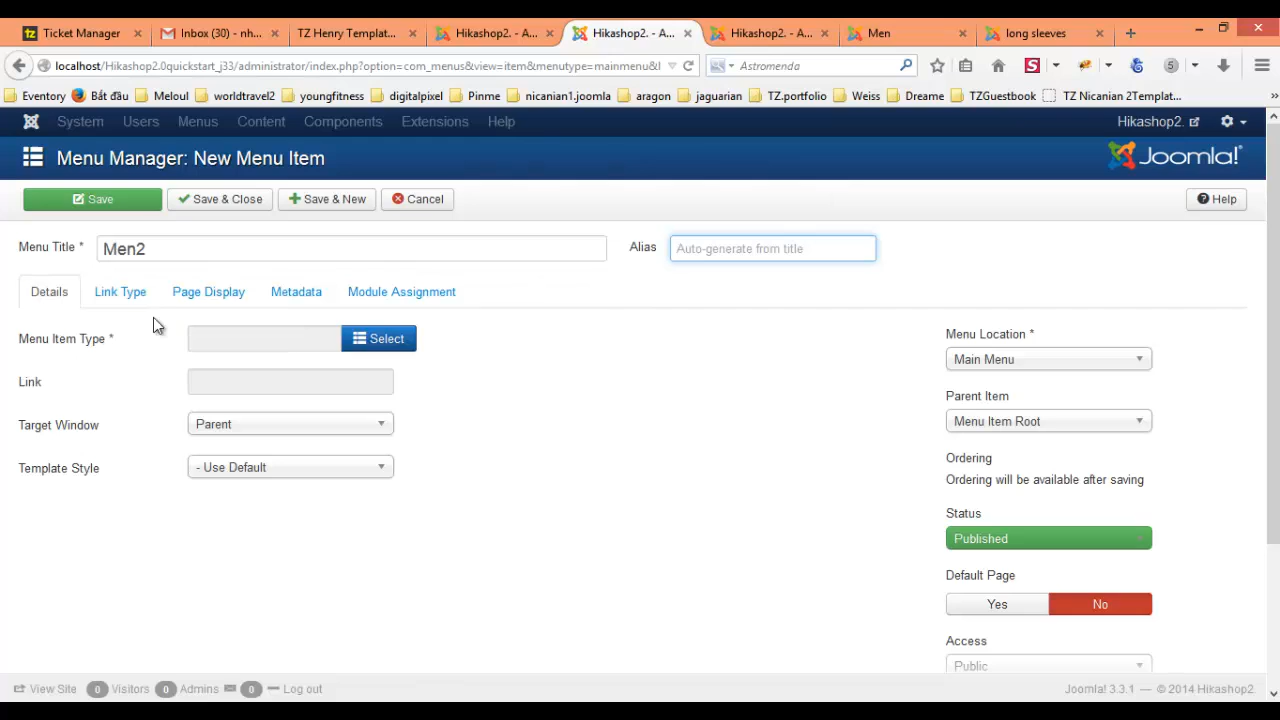 Ticket Manager
Inbox (30) - nh...
TZ Henry Templat...
Hikashop2. - A...
Hikashop2. - A...
Hikashop2. - A...
Men
long sleeves
localhost/Hikashop2.0quickstart_j33/administrator/index.php?option=com_menus&view=item&menutype=mainmenu&l
Astromenda
S
5
Eventory
Bắt đầu
Meloul
worldtravel2
youngfitness
digitalpixel
Pinme
nicanian1.joomla
aragon
jaguarian
TZ.portfolio
Weiss
Dreame
TZGuestbook
TZ Nicanian 2Templat...
System
Users
Menus
Content
Components
Extensions
Help
Hikashop2.
Menu Manager: New Menu Item
Joomla!®
Save
Save & Close
Save & New
Cancel
Help
Menu Title *
Men2
Alias
Auto-generate from title
Details
Link Type
Page Display
Metadata
Module Assignment
Menu Item Type *
Select
Link
Target Window
Parent
Template Style
- Use Default
Menu Location *
Main Menu
Parent Item
Menu Item Root
Ordering
Ordering will be available after saving
Status
Published
Default Page
Yes
No
Access
Public
View Site
0 Visitors
0 Admins
0
Log out
Joomla! 3.3.1 — © 2014 Hikashop2.